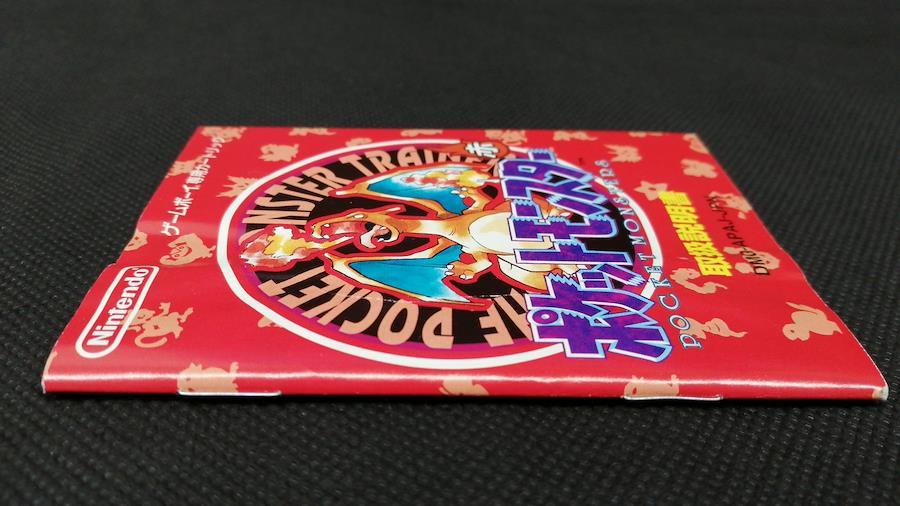 Nintendo
ゲームボーイ専用カートリッジ
THE POCKET MONSTER TRAINER
赤
ポケットモンスター
POCKET MONSTERS
取扱説明書
DMG-APAJ-JPN